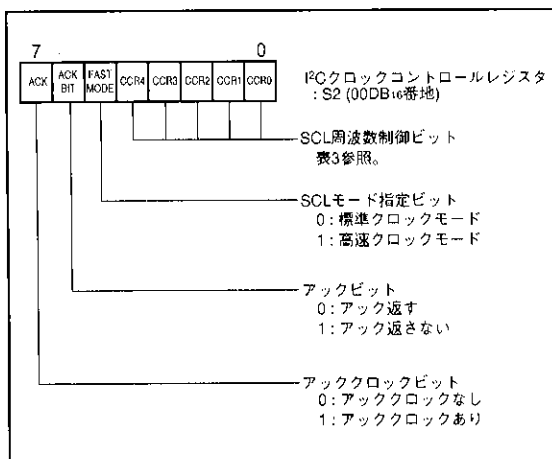 7 0
ACK ACK BIT FAST MODE CCR4 CCR3 CCR2 CCR1 CCR0
I²Cクロックコントロールレジスタ
: S2 (00DB16番地)
SCL周波数制御ビット
表3参照。
SCLモード指定ビット
0:標準クロックモード
1:高速クロックモード
アックビット
0:アック返す
1:アック返さない
アッククロックビット
0:アッククロックなし
1:アッククロックあり